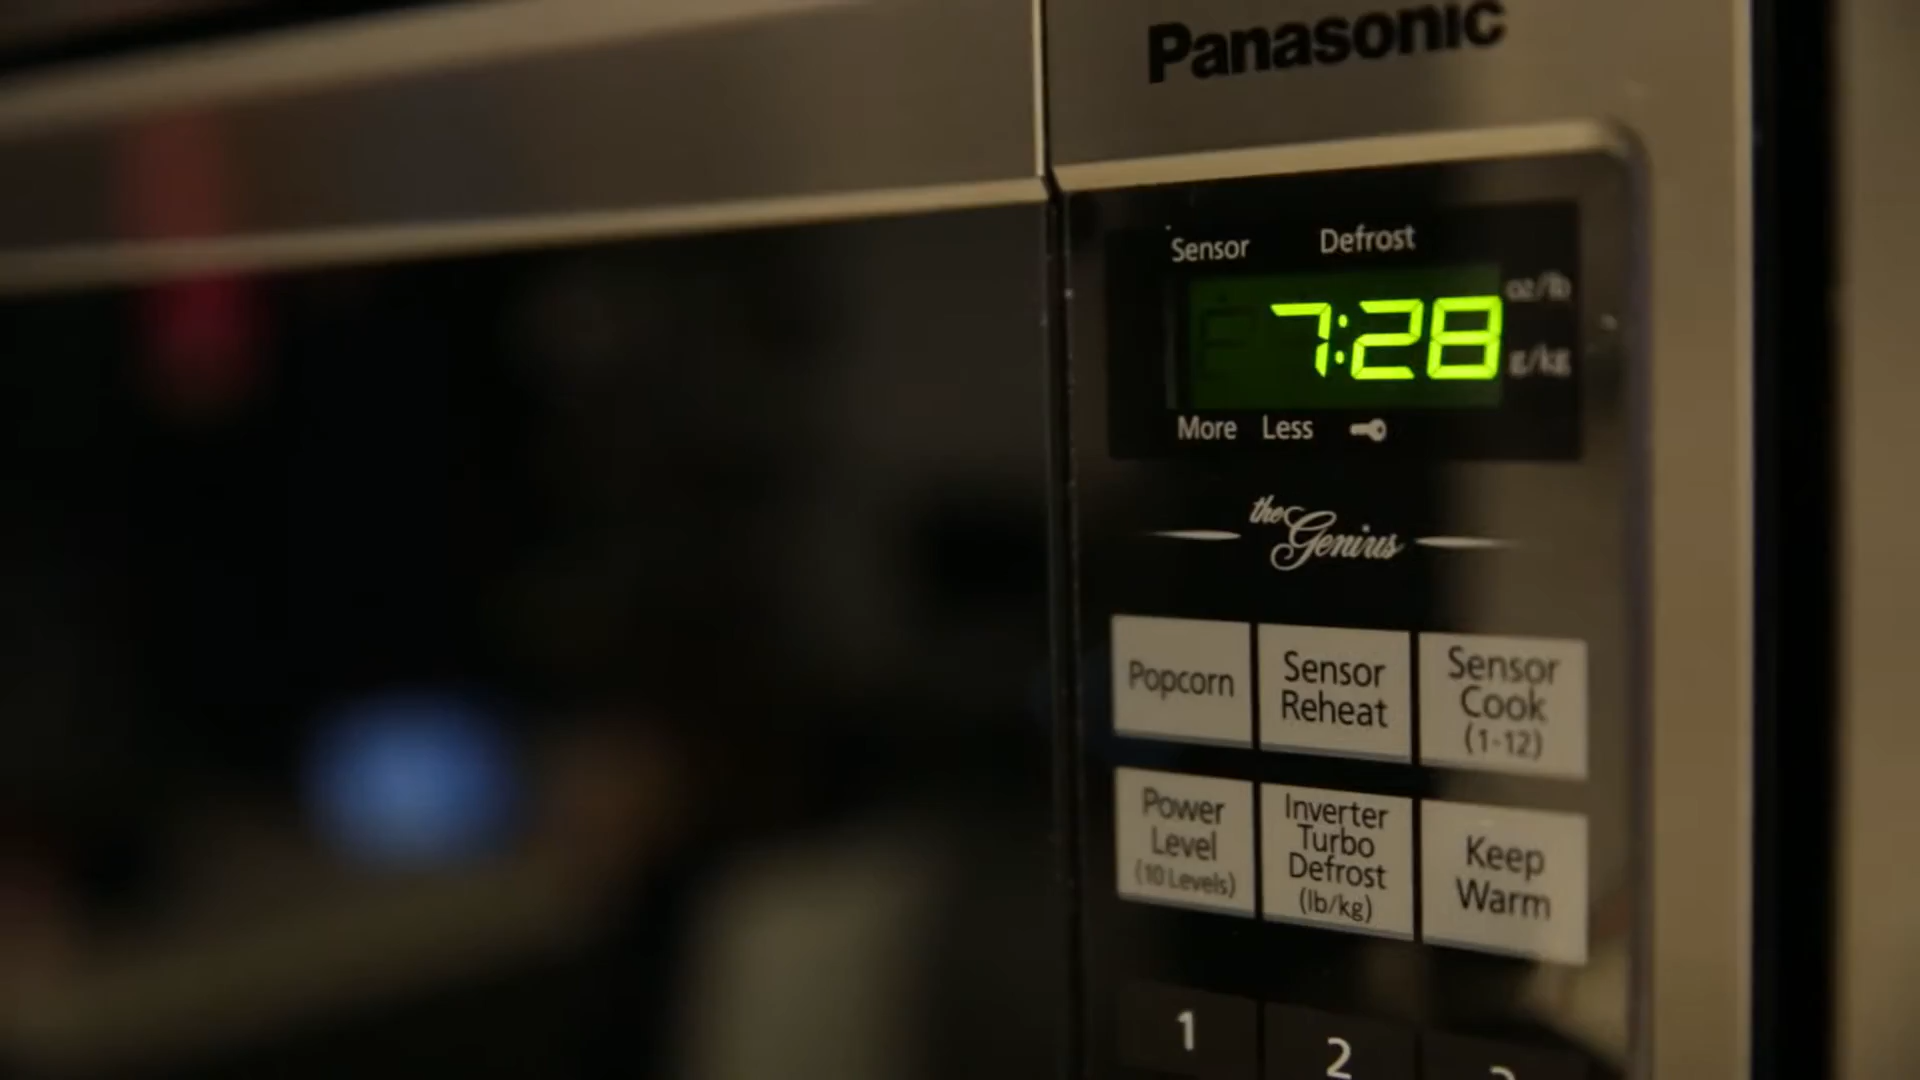 Panasonic
Sensor Defrost
oz/lb
7:28
g/kg
More Less
the Genius
Popcorn
Sensor
Reheat
Sensor
Cook
(1-12)
Power
Level
(10 Levels)
Inverter
Turbo
Defrost
(lb/kg)
Keep
Warm
1
2